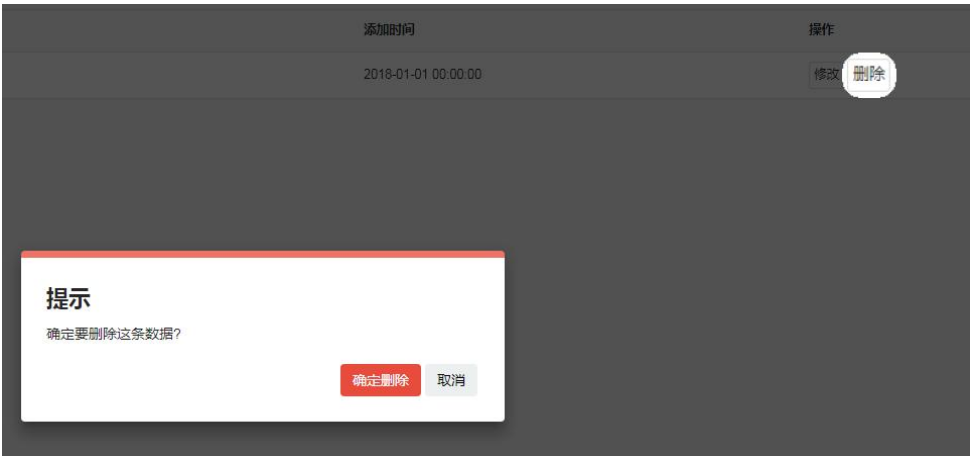 添加时间 操作
2018-01-01 00:00:00 修改 删除
提示
确定要删除这条数据?
确定删除 取消